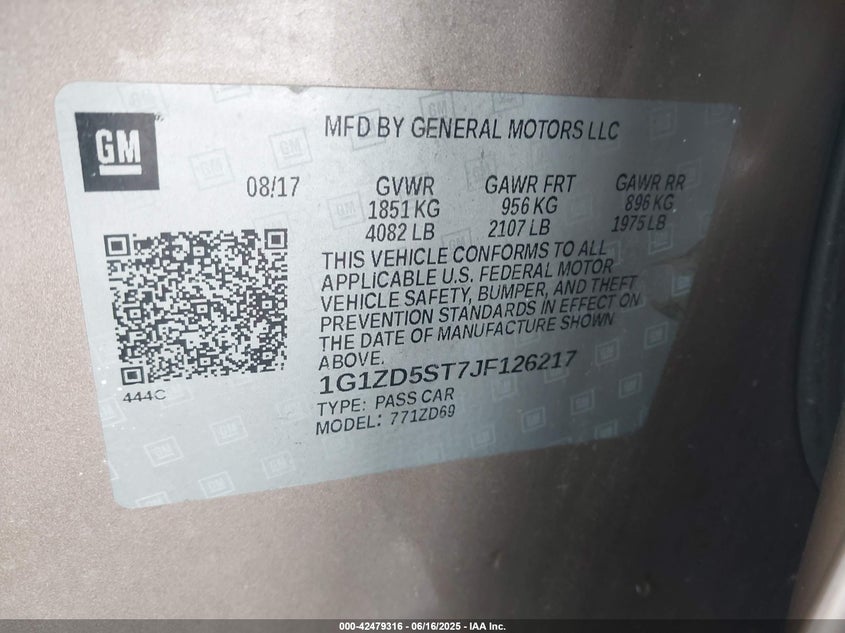 GM
MFD BY GENERAL MOTORS LLC
08/17 GVWR GAWR FRT GAWR RR
1851 KG 956 KG 896 KG
4082 LB 2107 LB 1975 LB
THIS VEHICLE CONFORMS TO ALL
APPLICABLE U.S. FEDERAL MOTOR
VEHICLE SAFETY, BUMPER, AND THEFT
PREVENTION STANDARDS IN EFFECT ON
THE DATE OF MANUFACTURE SHOWN
ABOVE.
1G1ZD5ST7JF126217
444C
TYPE: PASS CAR
MODEL: 771ZD69
000-42479316 - 06/16/2025 - IAA Inc.